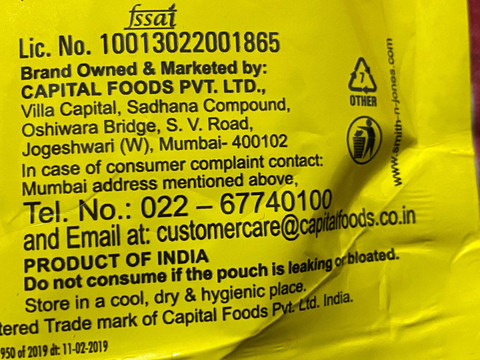 fssai
Lic. No. 10013022001865
Brand Owned & Marketed by:
CAPITAL FOODS PVT. LTD.,
Villa Capital, Sadhana Compound,
Oshiwara Bridge, S. V. Road,
Jogeshwari (W), Mumbai- 400102
In case of consumer complaint contact:
Mumbai address mentioned above,
Tel. No.: 022 – 67740100
and Email at: customercare@capitalfoods.co.in
PRODUCT OF INDIA
Do not consume if the pouch is leaking or bloated.
Store in a cool, dry & hygienic place.
tered Trade mark of Capital Foods Pvt. Ltd. India.
950 of 2019 dt: 11-02-2019
7
OTHER
www.smith-n-jones.com